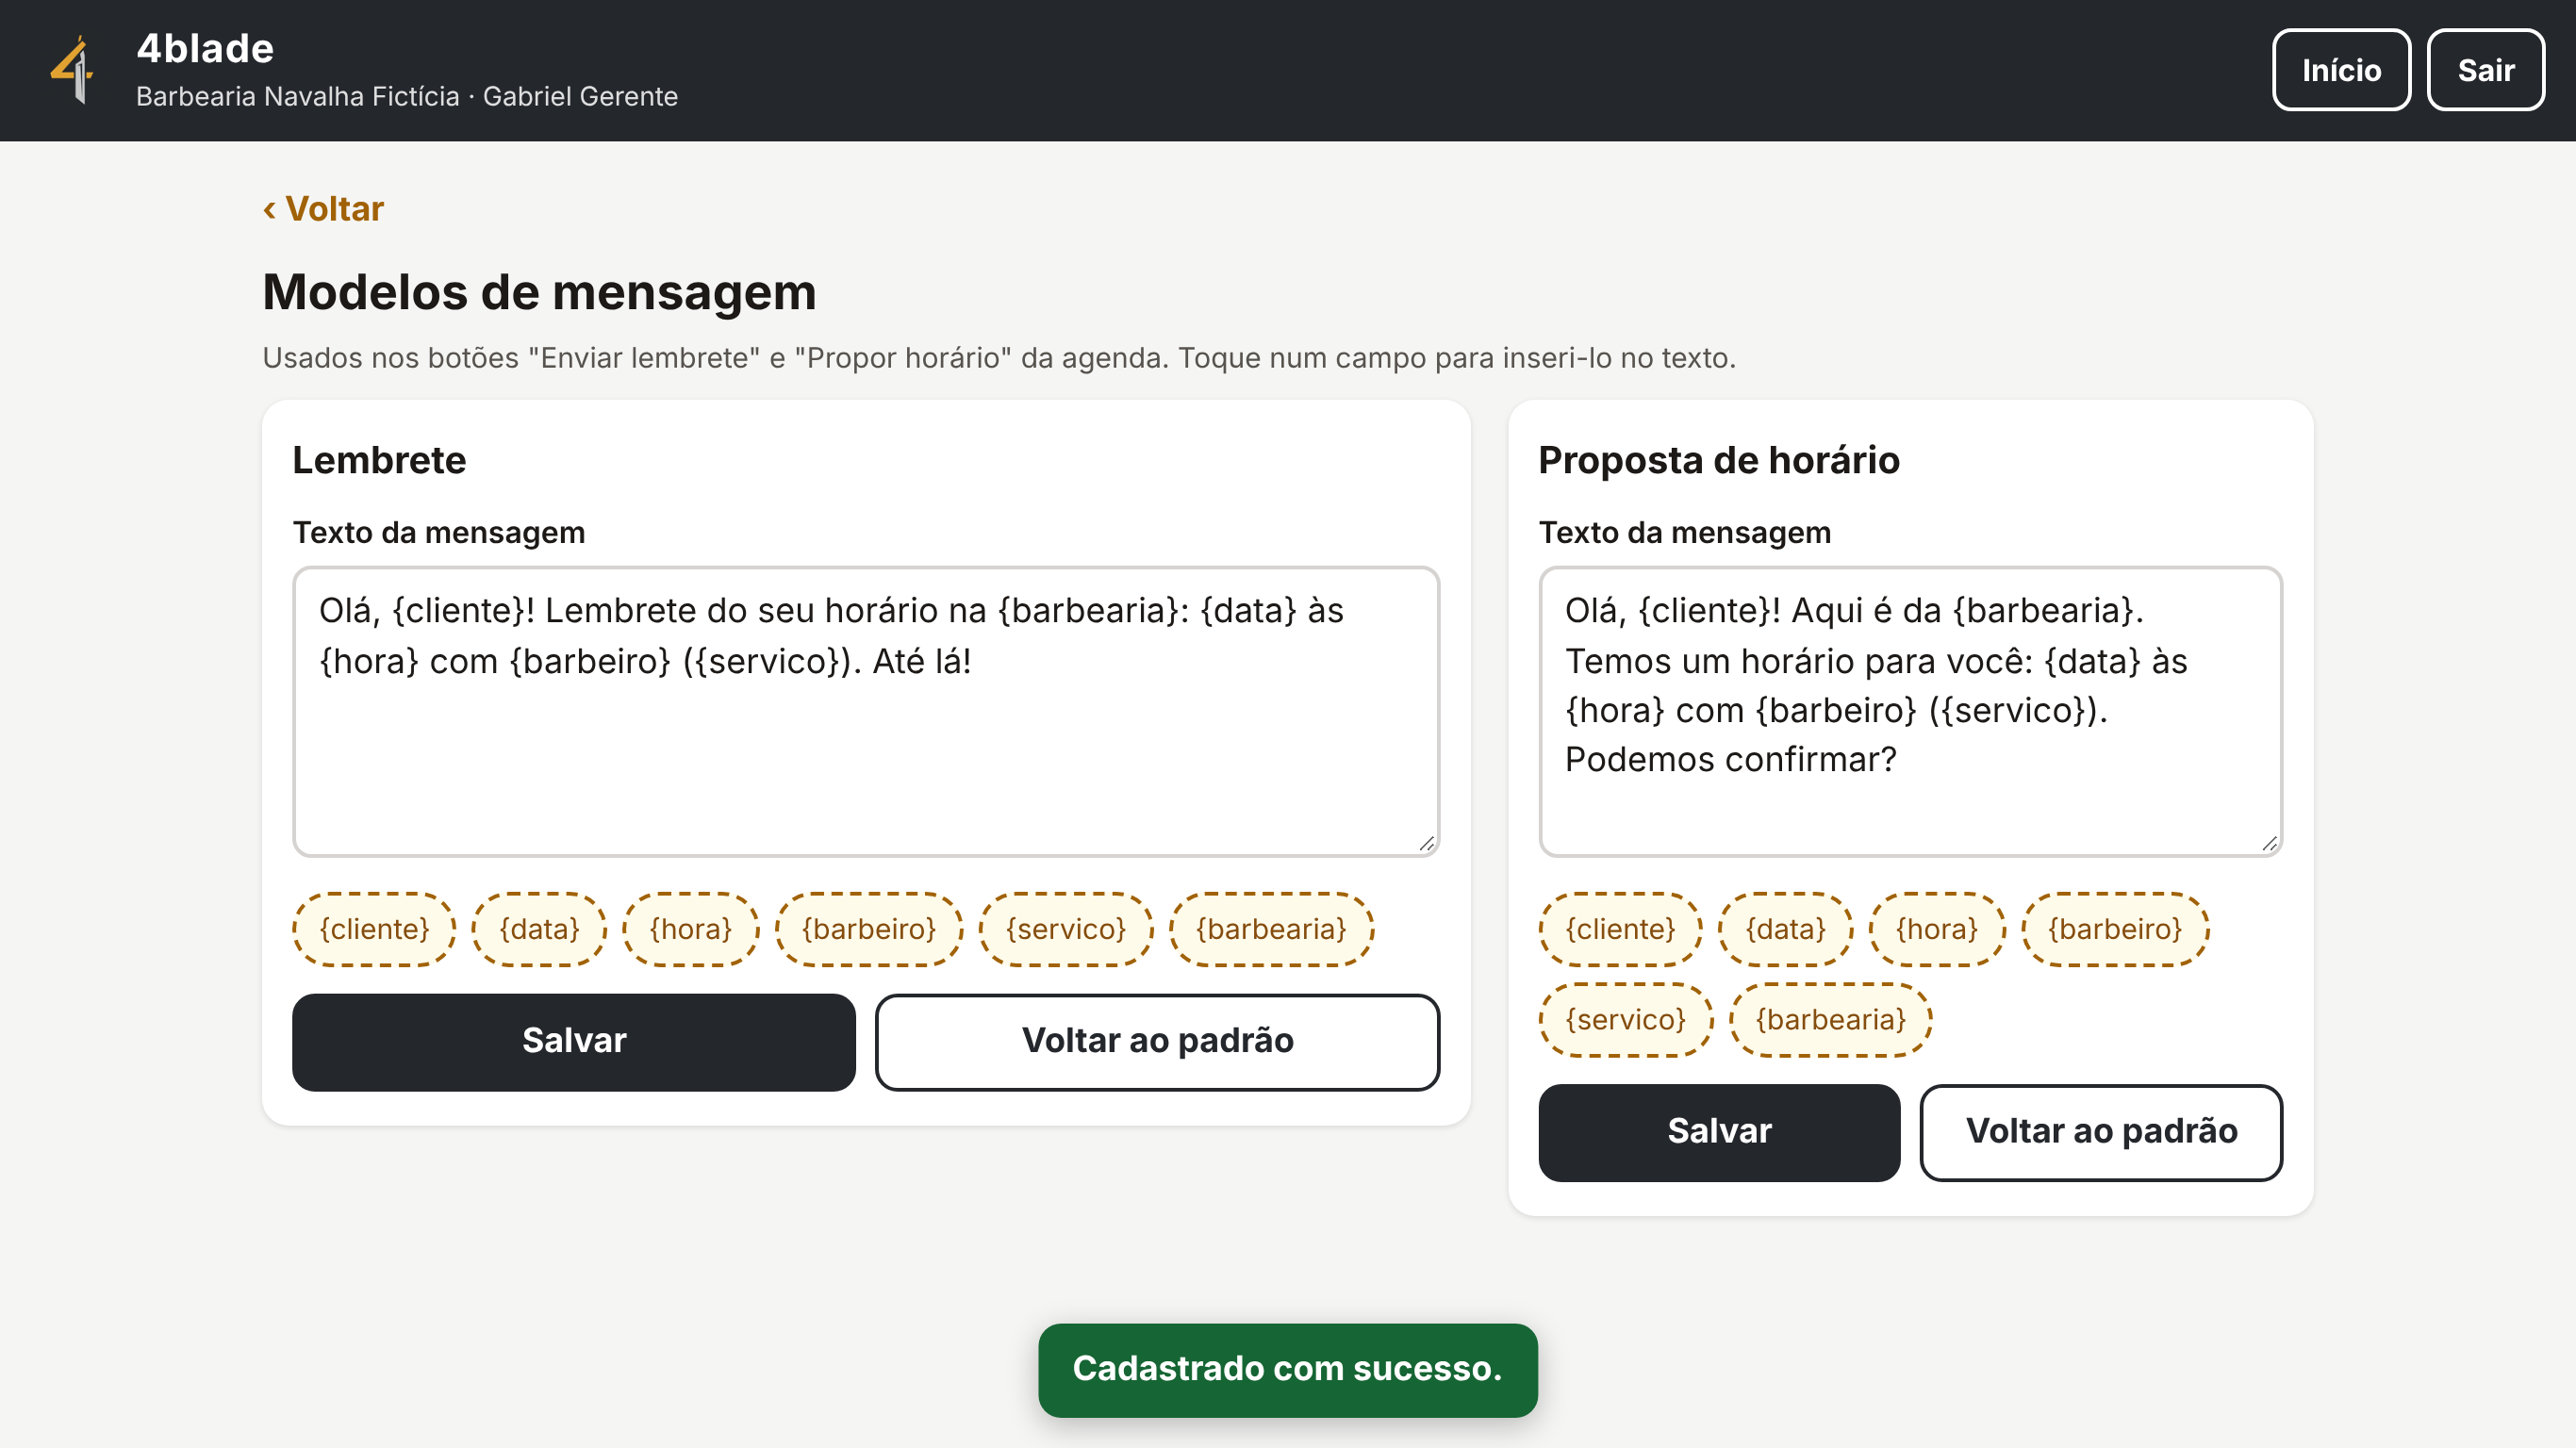 4blade
Barbearia Navalha Fictícia · Gabriel Gerente
Início
Sair
‹ Voltar
Modelos de mensagem
Usados nos botões "Enviar lembrete" e "Propor horário" da agenda. Toque num campo para inseri-lo no texto.
Lembrete
Texto da mensagem
Olá, {cliente}! Lembrete do seu horário na {barbearia}: {data} às
{hora} com {barbeiro} ({servico}). Até lá!
{cliente} {data} {hora} {barbeiro} {servico} {barbearia}
Salvar
Voltar ao padrão
Proposta de horário
Texto da mensagem
Olá, {cliente}! Aqui é da {barbearia}.
Temos um horário para você: {data} às
{hora} com {barbeiro} ({servico}).
Podemos confirmar?
{cliente} {data} {hora} {barbeiro}
{servico} {barbearia}
Salvar
Voltar ao padrão
Cadastrado com sucesso.